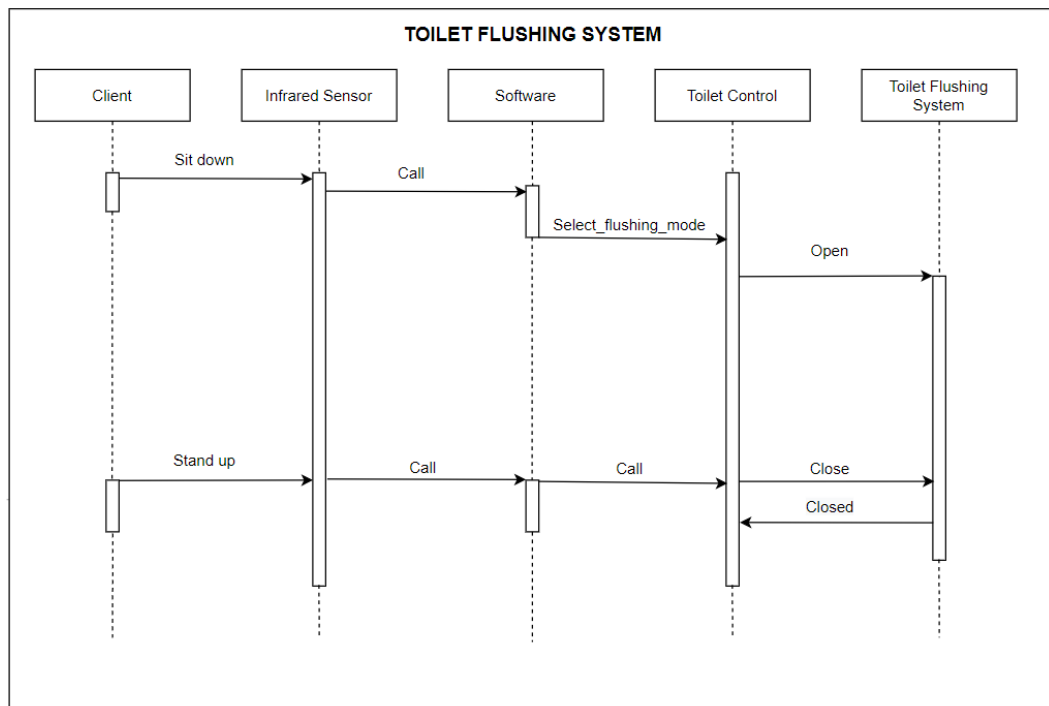 TOILET FLUSHING SYSTEM
Client
Infrared Sensor
Software
Toilet Control
Toilet Flushing
System
Sit down
Call
Select_flushing_mode
Open
Stand up
Call
Call
Close
Closed